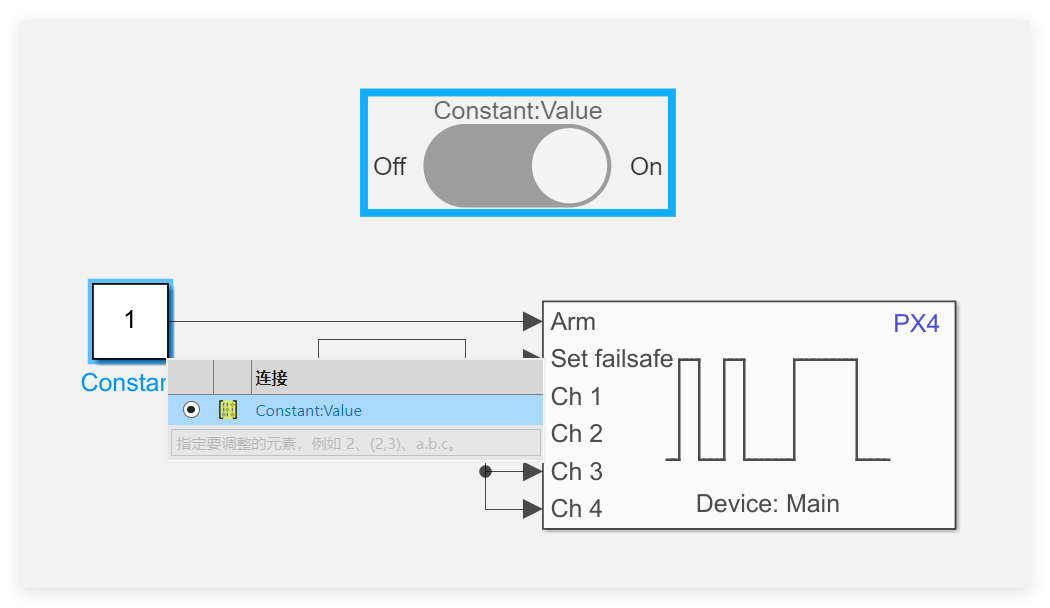 Constant:Value
Off
On
1
Constan
Arm
PX4
Set failsafe
Ch 1
Ch 2
Ch 3
Ch 4
Device: Main
连接
Constant:Value
指定要调整的元素，例如 2、(2,3)、a.b.c。